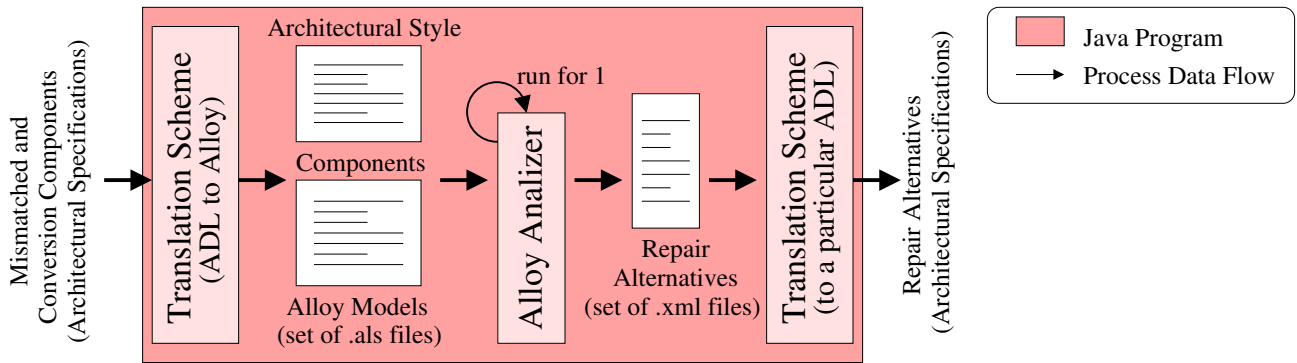 Mismatched and
Conversion Components
(Architectural Specifications)
Translation Scheme
(ADL to Alloy)
Architectural Style
Components
Alloy Models
(set of .als files)
run for 1
Alloy Analizer
Repair
Alternatives
(set of .xml files)
Translation Scheme
(to a particular ADL)
Repair Alternatives
(Architectural Specifications)
Java Program
Process Data Flow